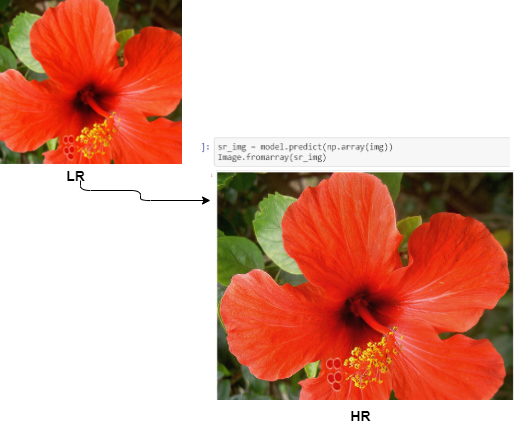 LR
]: sr_img = model.predict(np.array(img))
Image.fromarray(sr_img)
HR